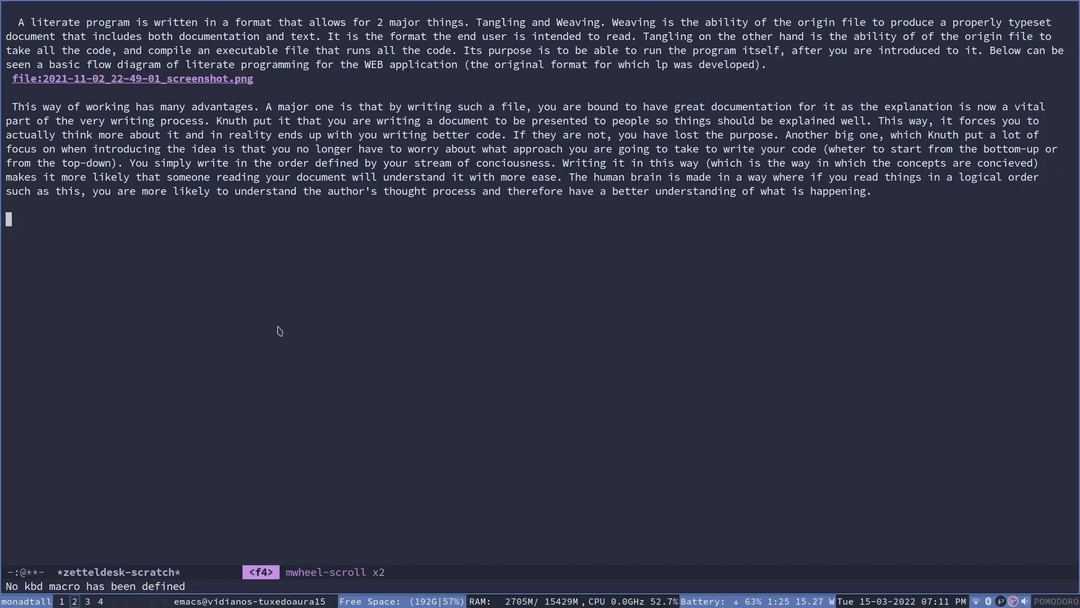 A literate program is written in a format that allows for 2 major things. Tangling and Weaving. Weaving is the ability of the origin file to produce a properly typeset
document that includes both documentation and text. It is the format the end user is intended to read. Tangling on the other hand is the ability of of the origin file to
take all the code, and compile an executable file that runs all the code. Its purpose is to be able to run the program itself, after you are introduced to it. Below can be
seen a basic flow diagram of literate programming for the WEB application (the original format for which lp was developed).
file:2021-11-02_22-49-01_screenshot.png
This way of working has many advantages. A major one is that by writing such a file, you are bound to have great documentation for it as the explanation is now a vital
part of the very writing process. Knuth put it that you are writing a document to be presented to people so things should be explained well. This way, it forces you to
actually think more about it and in reality ends up with you writing better code. If they are not, you have lost the purpose. Another big one, which Knuth put a lot of
focus on when introducing the idea is that you no longer have to worry about what approach you are going to take to write your code (wheter to start from the bottom-up or
from the top-down). You simply write in the order defined by your stream of conciousness. Writing it in this way (which is the way in which the concepts are concieved)
makes it more likely that someone reading your document will understand it with more ease. The human brain is made in a way where if you read things in a logical order
such as this, you are more likely to understand the author's thought process and therefore have a better understanding of what is happening.
-:@**- *zetteldesk-scratch* <f4> mwheel-scroll x2
No kbd macro has been defined
monadtall 1 2 3 4 emacs@vidianos-tuxedoaura15 Free Space: (192G|57%) RAM: 2705M/ 15429M, CPU 0.0GHz 52.7% Battery: ↓ 63% 1:25 15.27 W Tue 15-03-2022 07:11 PM POMODORO